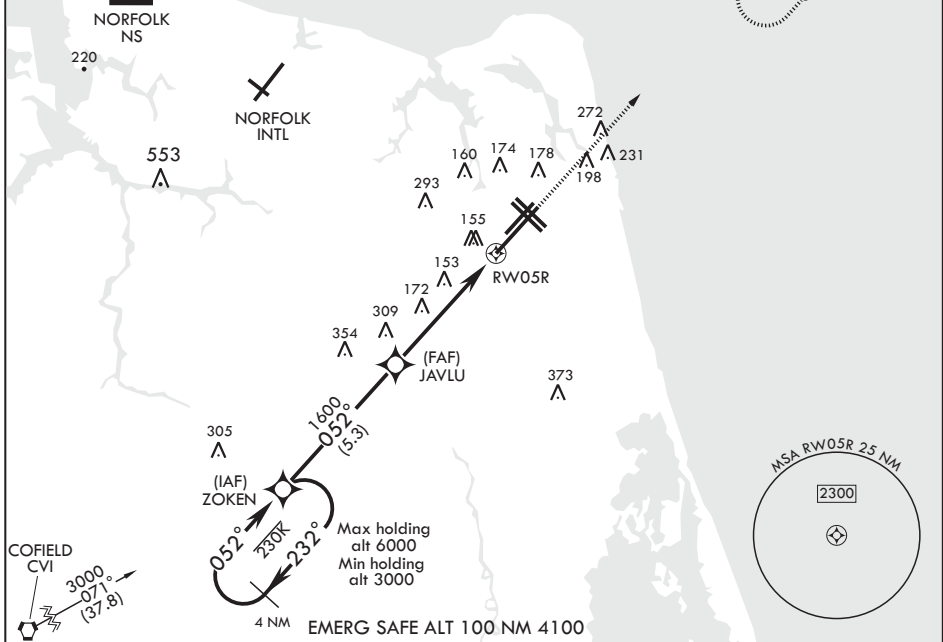 NORFOLK
NS
220
NORFOLK
INTL
553
272
231
198
160
174
178
293
155
RW05R
153
172
309
354
(FAF)
JAVLU
373
1600
052°
(5.3)
305
(IAF)
ZOKEN
052°
230K
232°
4 NM
Max holding
alt 6000
Min holding
alt 3000
MSA RW05R 25 NM
2300
COFIELD
CVI
3000
071°
(37.8)
EMERG SAFE ALT 100 NM 4100